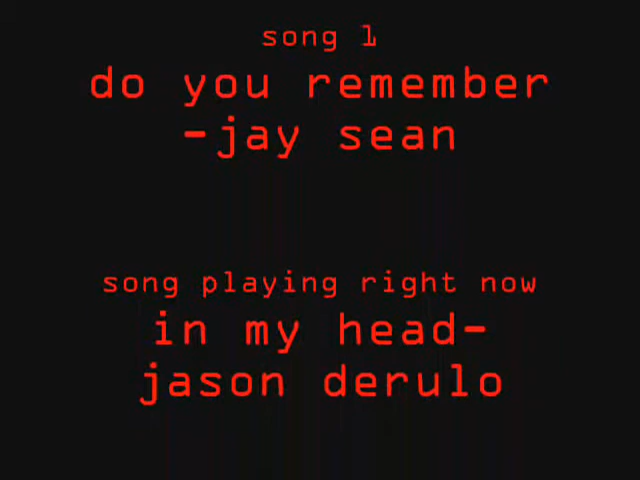 song 1
do you remember
-jay sean
song playing right now
in my head-
jason derulo